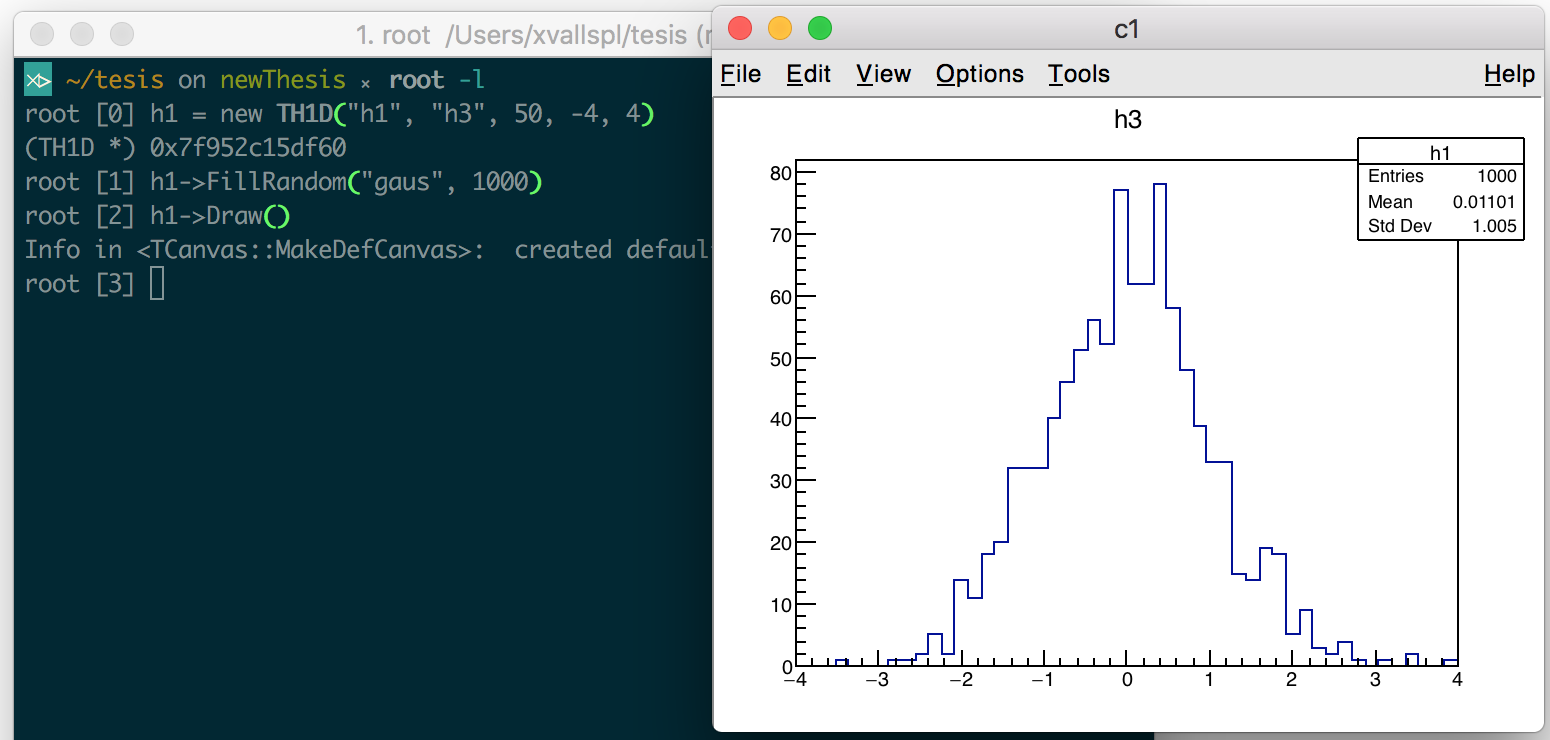 1. root /Users/xvallspl/tesis (r
~/tesis on newThesis × root -l
root [0] h1 = new TH1D("h1", "h3", 50, -4, 4)
(TH1D *) 0x7f952c15df60
root [1] h1->FillRandom("gaus", 1000)
root [2] h1->Draw()
Info in <TCanvas::MakeDefCanvas>:  created defaul
root [3]
c1
File Edit View Options Tools Help
h3
h1
Entries 1000
Mean 0.01101
Std Dev 1.005
80
70
60
50
40
30
20
10
0
−4 −3 −2 −1 0 1 2 3 4